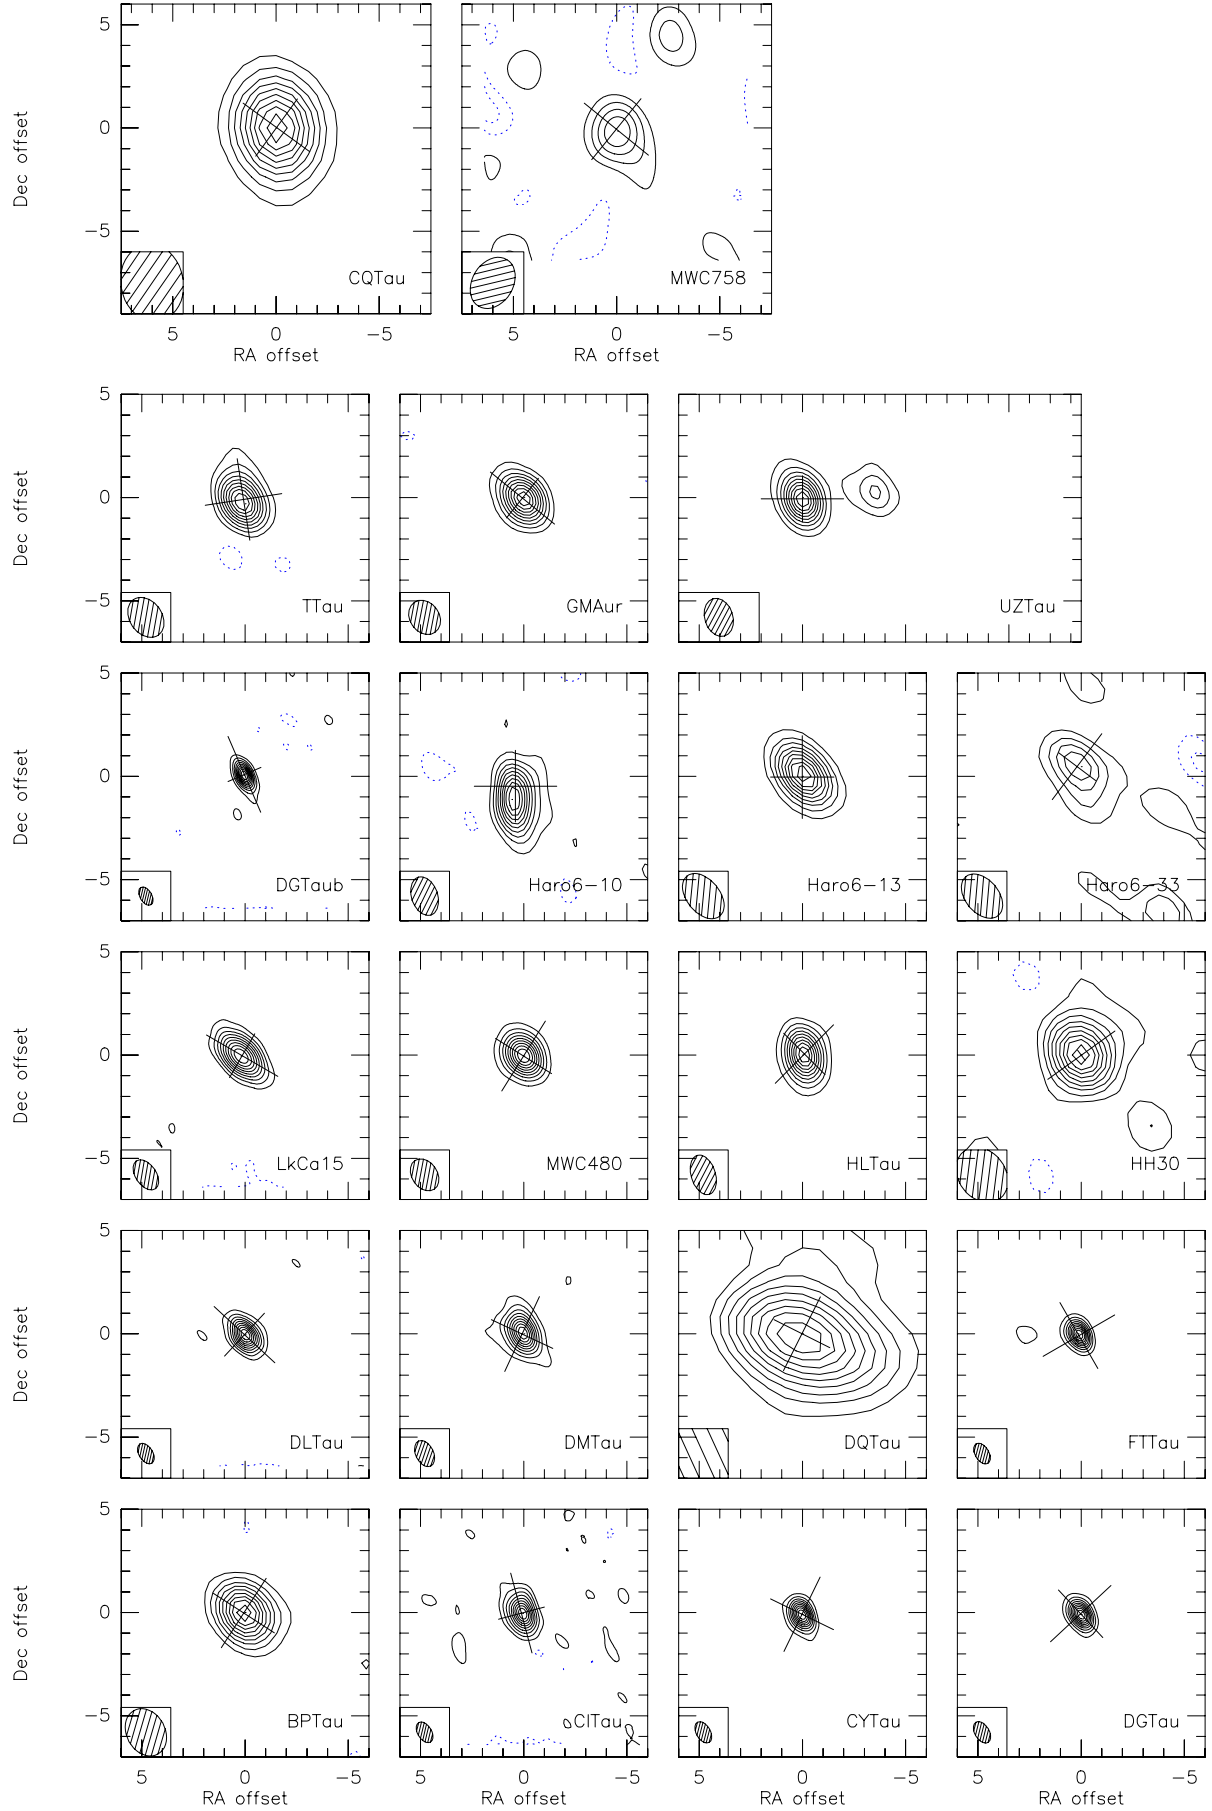 5
0
−5
Dec offset
CQTau
MWC758
5 0 −5 5 0 −5
RA offset RA offset
5
0
−5
Dec offset
TTau GMAur UZTau
5
0
−5
Dec offset
DGTaub Haro6−10 Haro6−13 Haro6−33
5
0
−5
Dec offset
LkCa15 MWC480 HLTau HH30
5
0
−5
Dec offset
DLTau DMTau DQTau FTTau
5
0
−5
Dec offset
BPTau CITau CYTau DGTau
5 0 −5 5 0 −5 5 0 −5 5 0 −5
RA offset RA offset RA offset RA offset